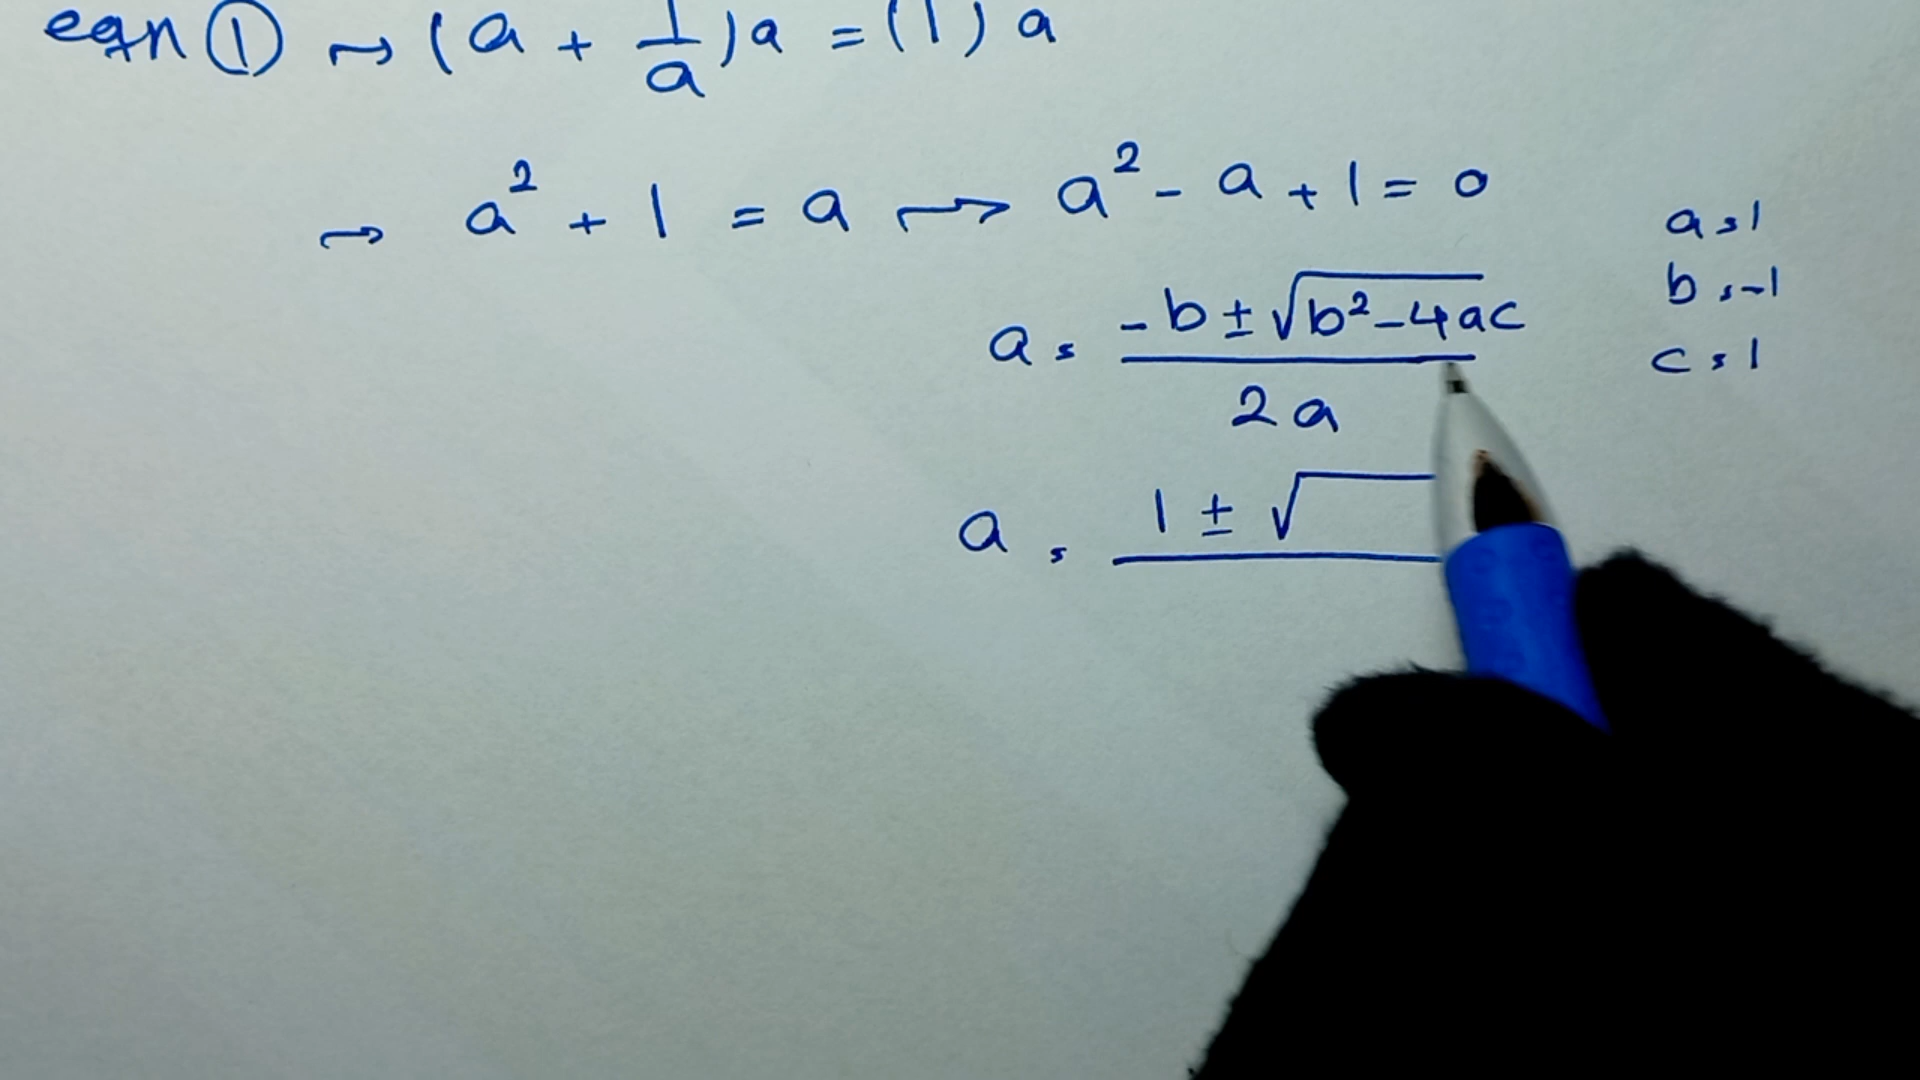 eqn ① ⤳ (a + 1/a) a = (1) a
→ a² + 1 = a ⟿ a² - a + 1 = 0
a = 1
b = -1
c = 1
a = (-b ± √(b² - 4ac)) / 2a
a = 1 ± √